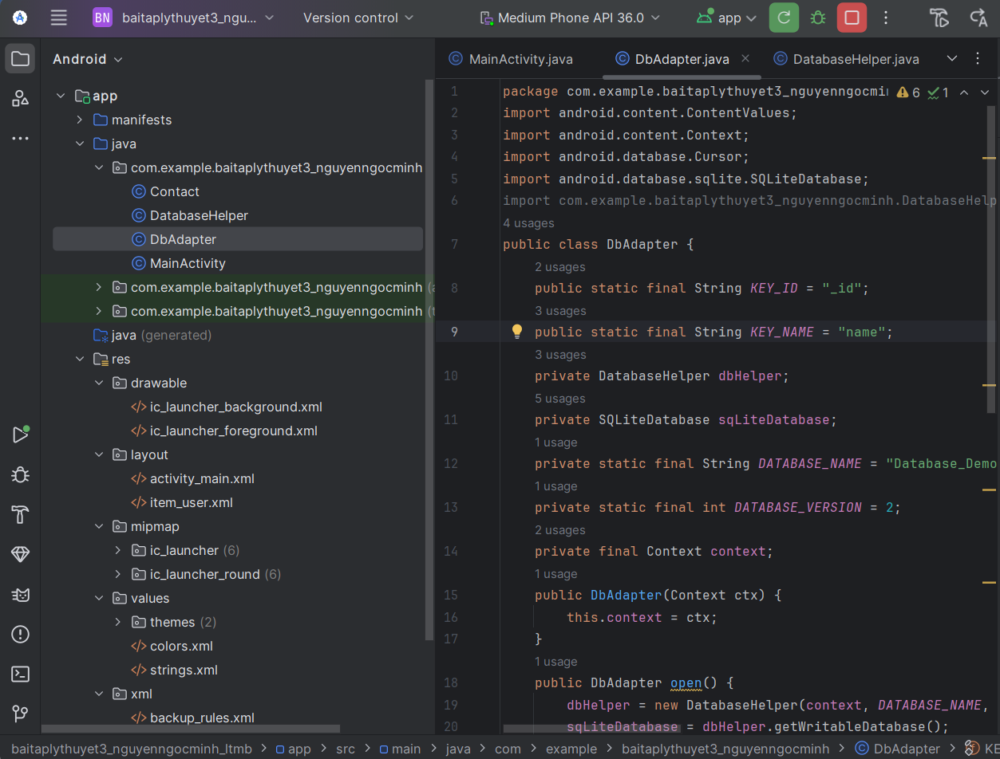 BN baitaplythuyet3_ngu... Version control Medium Phone API 36.0 app
Android
MainActivity.java DbAdapter.java DatabaseHelper.java
app
manifests
java
com.example.baitaplythuyet3_nguyenngocminh
Contact
DatabaseHelper
DbAdapter
MainActivity
com.example.baitaplythuyet3_nguyenngocminh
com.example.baitaplythuyet3_nguyenngocminh
java (generated)
res
drawable
ic_launcher_background.xml
ic_launcher_foreground.xml
layout
activity_main.xml
item_user.xml
mipmap
ic_launcher (6)
ic_launcher_round (6)
values
themes (2)
colors.xml
strings.xml
xml
backup_rules.xml
6 1
1 package com.example.baitaplythuyet3_nguyenngocmi
2 import android.content.ContentValues;
3 import android.content.Context;
4 import android.database.Cursor;
5 import android.database.sqlite.SQLiteDatabase;
6 import com.example.baitaplythuyet3_nguyenngocminh.DatabaseHelp
4 usages
7 public class DbAdapter {
2 usages
8 public static final String KEY_ID = "_id";
3 usages
9 public static final String KEY_NAME = "name";
3 usages
10 private DatabaseHelper dbHelper;
5 usages
11 private SQLiteDatabase sqLiteDatabase;
1 usage
12 private static final String DATABASE_NAME = "Database_Demo
1 usage
13 private static final int DATABASE_VERSION = 2;
2 usages
14 private final Context context;
1 usage
15 public DbAdapter(Context ctx) {
16 this.context = ctx;
17 }
1 usage
18 public DbAdapter open() {
19 dbHelper = new DatabaseHelper(context, DATABASE_NAME,
20 sqLiteDatabase = dbHelper.getWritableDatabase();
baitaplythuyet3_nguyenngocminh_ltmb > app > src > main > java > com > example > baitaplythuyet3_nguyenngocminh > DbAdapter > KE